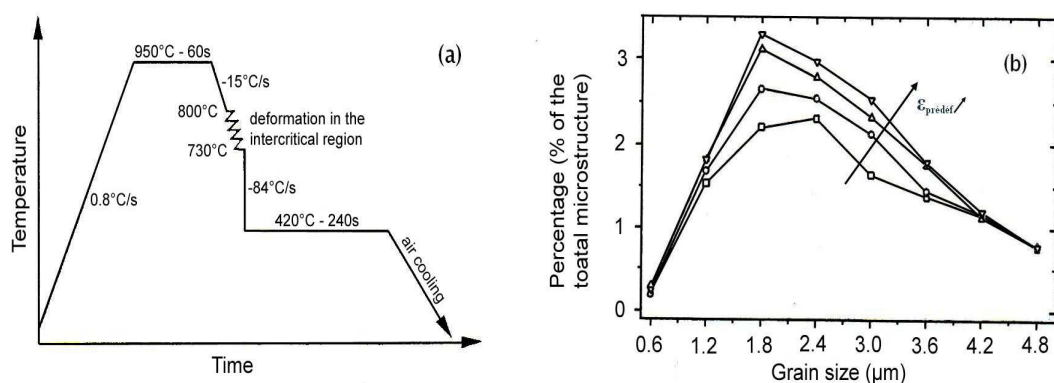 (a)
Temperature
950°C - 60s
-15°C/s
800°C
deformation in the
intercritical region
730°C
0.8°C/s
-84°C/s
420°C - 240s
air cooling
Time
(b)
Percentage (% of the
toatal microstructure)
3
2
1
0
εprédef
0.6 1.2 1.8 2.4 3.0 3.6 4.2 4.8
Grain size (µm)